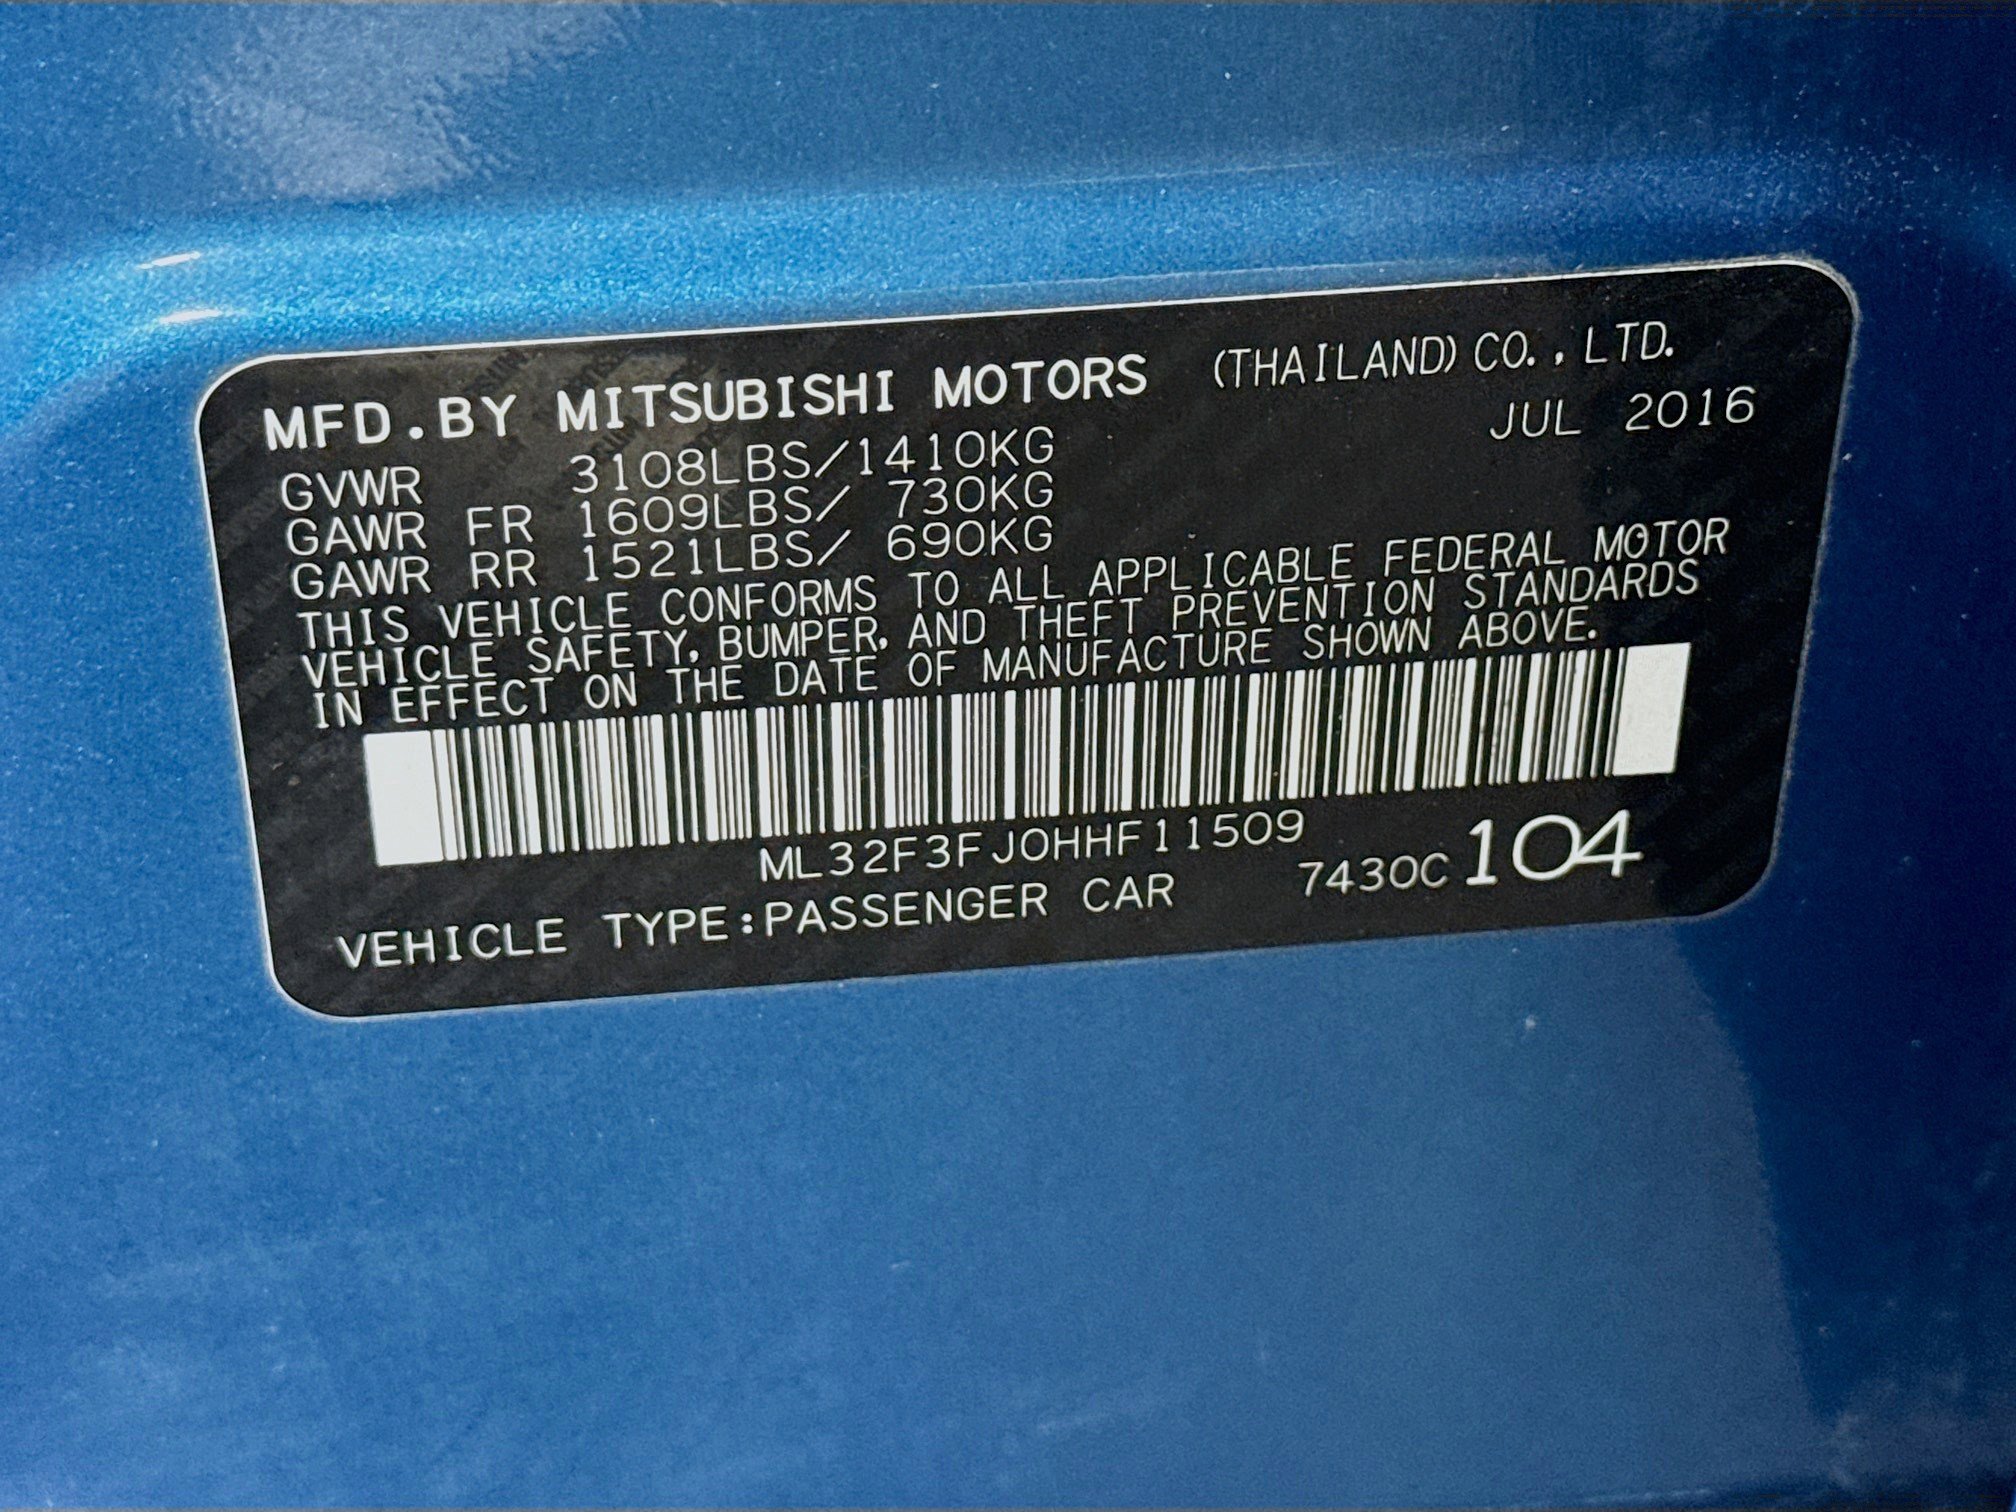 MFD.BY MITSUBISHI MOTORS (THAILAND) CO.,LTD.
JUL 2016
GVWR 3108LBS/1410KG
GAWR FR 1609LBS/ 730KG
GAWR RR 1521LBS/ 690KG
THIS VEHICLE CONFORMS TO ALL APPLICABLE FEDERAL MOTOR
VEHICLE SAFETY, BUMPER, AND THEFT PREVENTION STANDARDS
IN EFFECT ON THE DATE OF MANUFACTURE SHOWN ABOVE.
ML32F3FJ0HHF11509
VEHICLE TYPE:PASSENGER CAR 7430C104